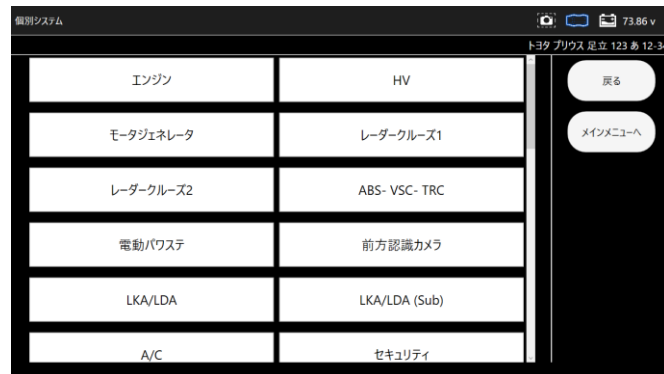 個別システム
73.86 v
トヨタ プリウス 足立 123 あ 12-34
エンジン
HV
戻る
モータジェネレータ
レーダークルーズ1
メインメニューへ
レーダークルーズ2
ABS- VSC- TRC
電動パワステ
前方認識カメラ
LKA/LDA
LKA/LDA (Sub)
A/C
セキュリティ